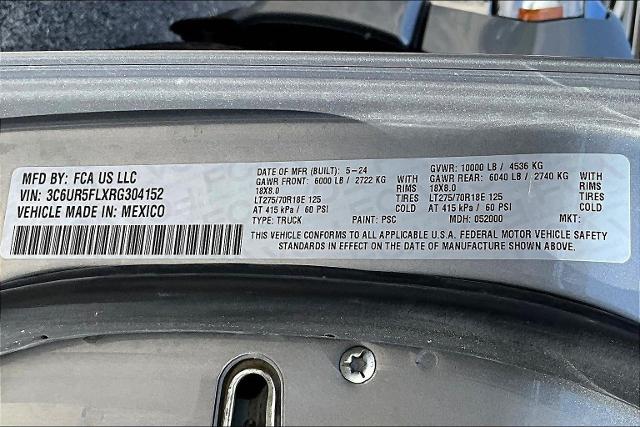 MFD BY: FCA US LLC
VIN: 3C6UR5FLXRG304152
VEHICLE MADE IN: MEXICO
DATE OF MFR (BUILT): 5-24 GVWR: 10000 LB / 4536 KG
GAWR FRONT: 6000 LB / 2722 KG WITH GAWR REAR: 6040 LB / 2740 KG WITH
18X8.0 RIMS 18X8.0 RIMS
LT275/70R18E 125 TIRES LT275/70R18E 125 TIRES
AT 415 kPa / 60 PSI COLD AT 415 kPa / 60 PSI COLD
TYPE: TRUCK PAINT: PSC MDH: 052000 MKT:
THIS VEHICLE CONFORMS TO ALL APPLICABLE U.S.A. FEDERAL MOTOR VEHICLE SAFETY
STANDARDS IN EFFECT ON THE DATE OF MANUFACTURE SHOWN ABOVE.